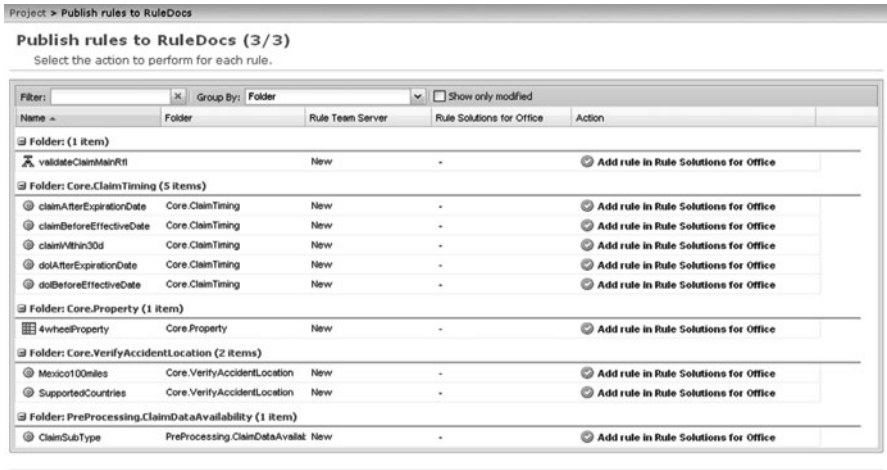 Project > Publish rules to RuleDocs
Publish rules to RuleDocs (3/3)
Select the action to perform for each rule.
Filter: × Group By: Folder Show only modified
Name Folder Rule Team Server Rule Solutions for Office Action
Folder: (1 item)
validateClaimMainRfl New - Add rule in Rule Solutions for Office
Folder: Core.ClaimTiming (5 items)
claimAfterExpirationDate Core.ClaimTiming New - Add rule in Rule Solutions for Office
claimBeforeEffectiveDate Core.ClaimTiming New - Add rule in Rule Solutions for Office
claimWithin30d Core.ClaimTiming New - Add rule in Rule Solutions for Office
dolAfterExpirationDate Core.ClaimTiming New - Add rule in Rule Solutions for Office
dolBeforeEffectiveDate Core.ClaimTiming New - Add rule in Rule Solutions for Office
Folder: Core.Property (1 item)
4wheelProperty Core.Property New - Add rule in Rule Solutions for Office
Folder: Core.VerifyAccidentLocation (2 items)
Mexico100miles Core.VerifyAccidentLocation New - Add rule in Rule Solutions for Office
SupportedCountries Core.VerifyAccidentLocation New - Add rule in Rule Solutions for Office
Folder: PreProcessing.ClaimDataAvailability (1 item)
ClaimSubType PreProcessing.ClaimDataAvailab New - Add rule in Rule Solutions for Office